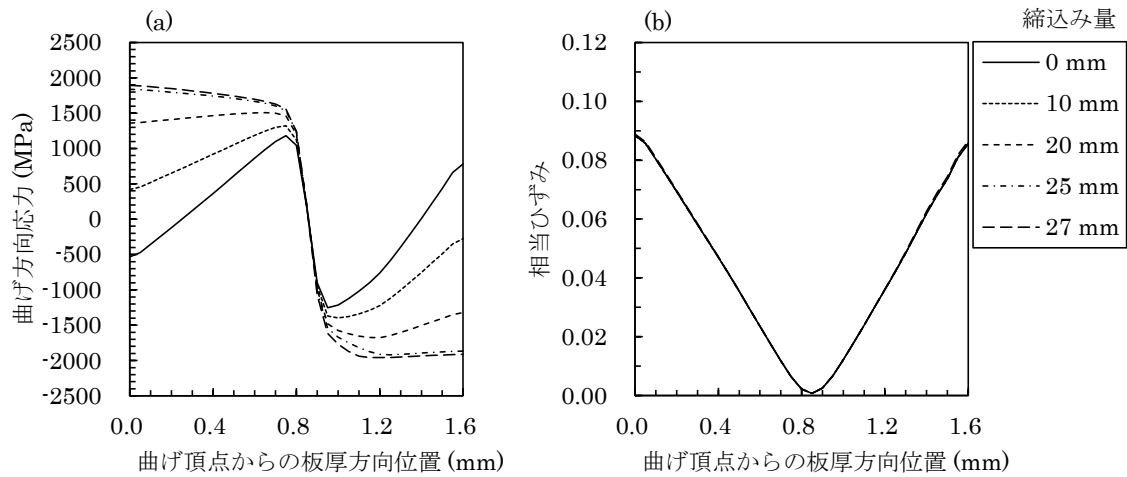 (a)
2500
2000
1500
1000
500
0
-500
-1000
-1500
-2000
-2500
曲げ方向応力 (MPa)
0.0 0.4 0.8 1.2 1.6
曲げ頂点からの板厚方向位置 (mm)
(b)
0.12
0.10
0.08
0.06
0.04
0.02
0.00
相当ひずみ
0.0 0.4 0.8 1.2 1.6
曲げ頂点からの板厚方向位置 (mm)
締込み量
0 mm
10 mm
20 mm
25 mm
27 mm